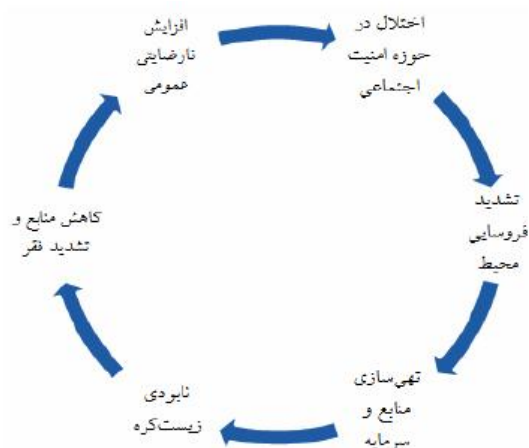 افزایش
نارضایتی
عمومی
اختلال در
حوزه امنیت
اجتماعی
تشدید
فروسایی
محیط
تهی‌سازی
منابع و
سرمایه
نابودی
زیست‌کره
کاهش منابع و
تشدید فقر